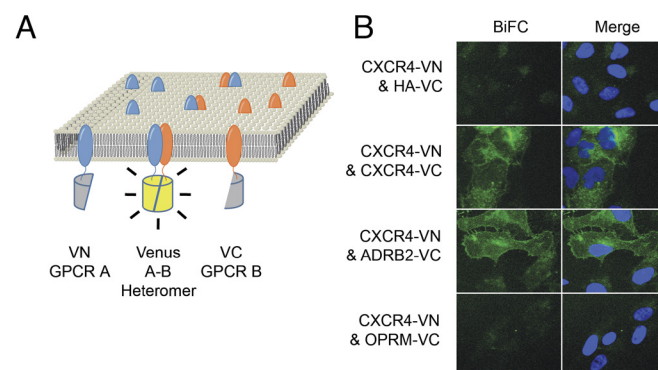 A
VN
GPCR A
Venus
A-B
Heteromer
VC
GPCR B
B
BiFC
Merge
CXCR4-VN
& HA-VC
CXCR4-VN
& CXCR4-VC
CXCR4-VN
& ADRB2-VC
CXCR4-VN
& OPRM-VC